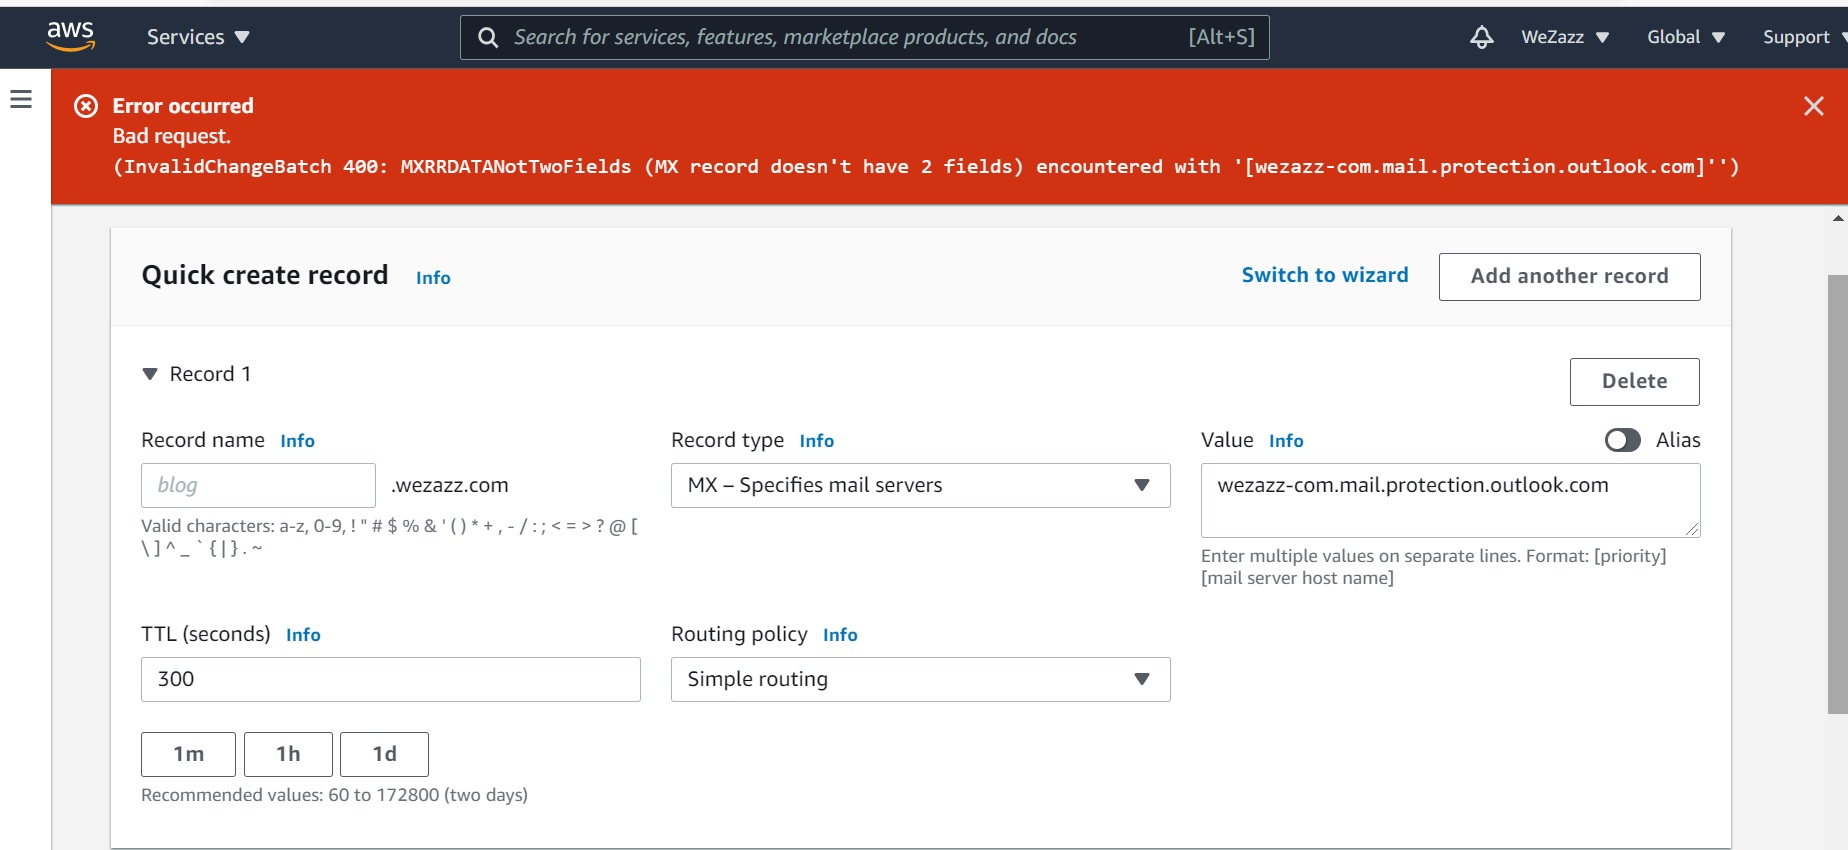 aws Services Search for services, features, marketplace products, and docs [Alt+S] WeZazz Global Support
Error occurred
Bad request.
(InvalidChangeBatch 400: MXRRDATANotTwoFields (MX record doesn't have 2 fields) encountered with '[wezazz-com.mail.protection.outlook.com]'')
Quick create record Info Switch to wizard Add another record
Record 1 Delete
Record name Info
blog .wezazz.com
Valid characters: a-z, 0-9, ! " # $ % & ' ( ) * + , - / : ; < = > ? @ [
\ ] ^ _ ` { | } . ~
Record type Info
MX – Specifies mail servers
Value Info Alias
wezazz-com.mail.protection.outlook.com
Enter multiple values on separate lines. Format: [priority]
[mail server host name]
TTL (seconds) Info
300
1m 1h 1d
Recommended values: 60 to 172800 (two days)
Routing policy Info
Simple routing